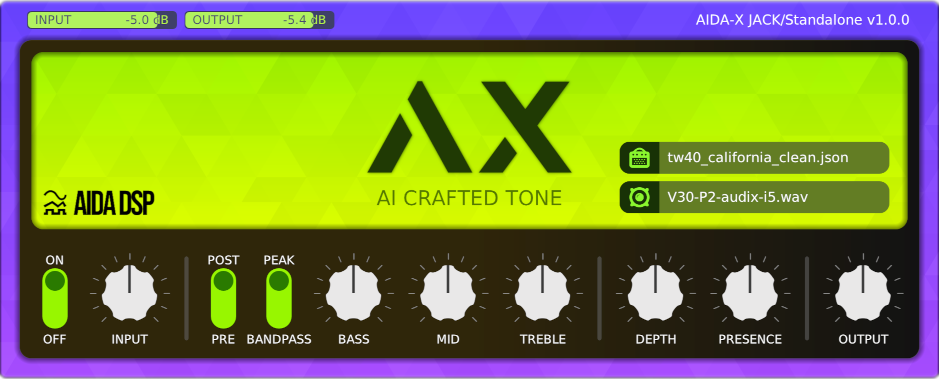 INPUT -5.0 dB OUTPUT -5.4 dB AIDA-X JACK/Standalone v1.0.0
AX
tw40_california_clean.json
AI CRAFTED TONE
V30-P2-audix-i5.wav
AIDA DSP
ON POST PEAK
OFF INPUT PRE BANDPASS BASS MID TREBLE DEPTH PRESENCE OUTPUT